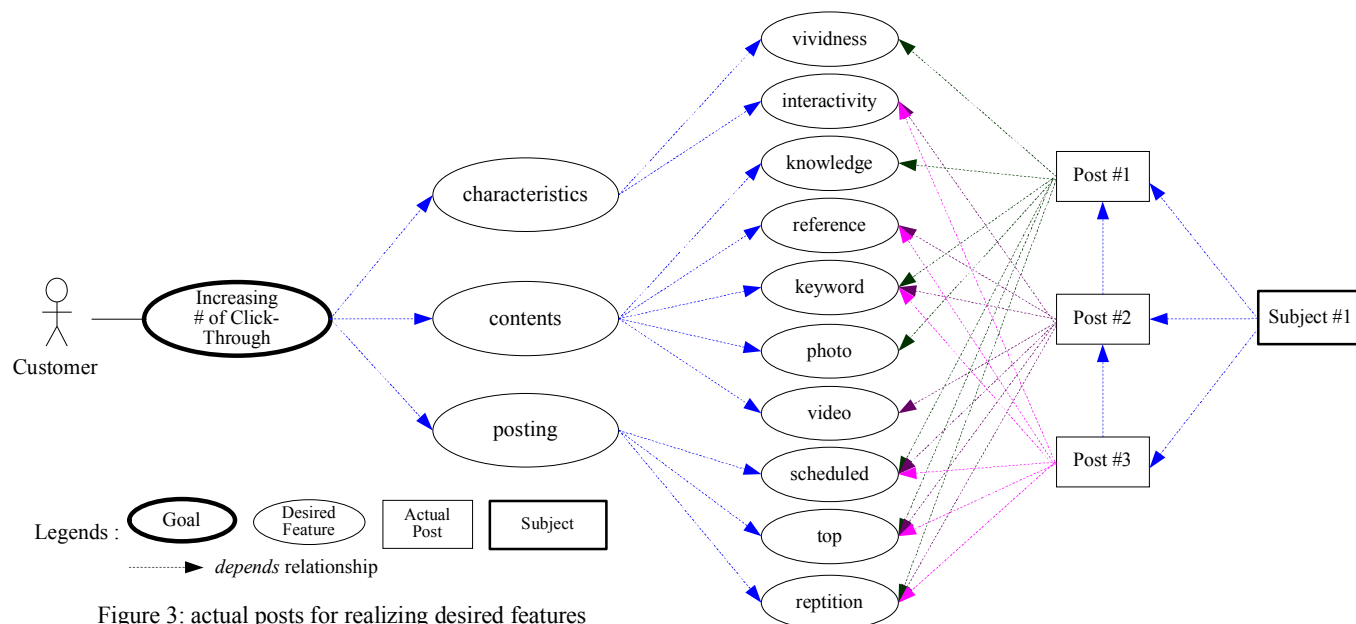 vividness
interactivity
knowledge
Post #1
characteristics
reference
Increasing
# of Click-
Through
keyword
contents
Post #2
Subject #1
Customer
photo
video
posting
Post #3
scheduled
Legends :
Goal
Desired
Feature
Actual
Post
Subject
top
depends relationship
reptition
Figure 3: actual posts for realizing desired features